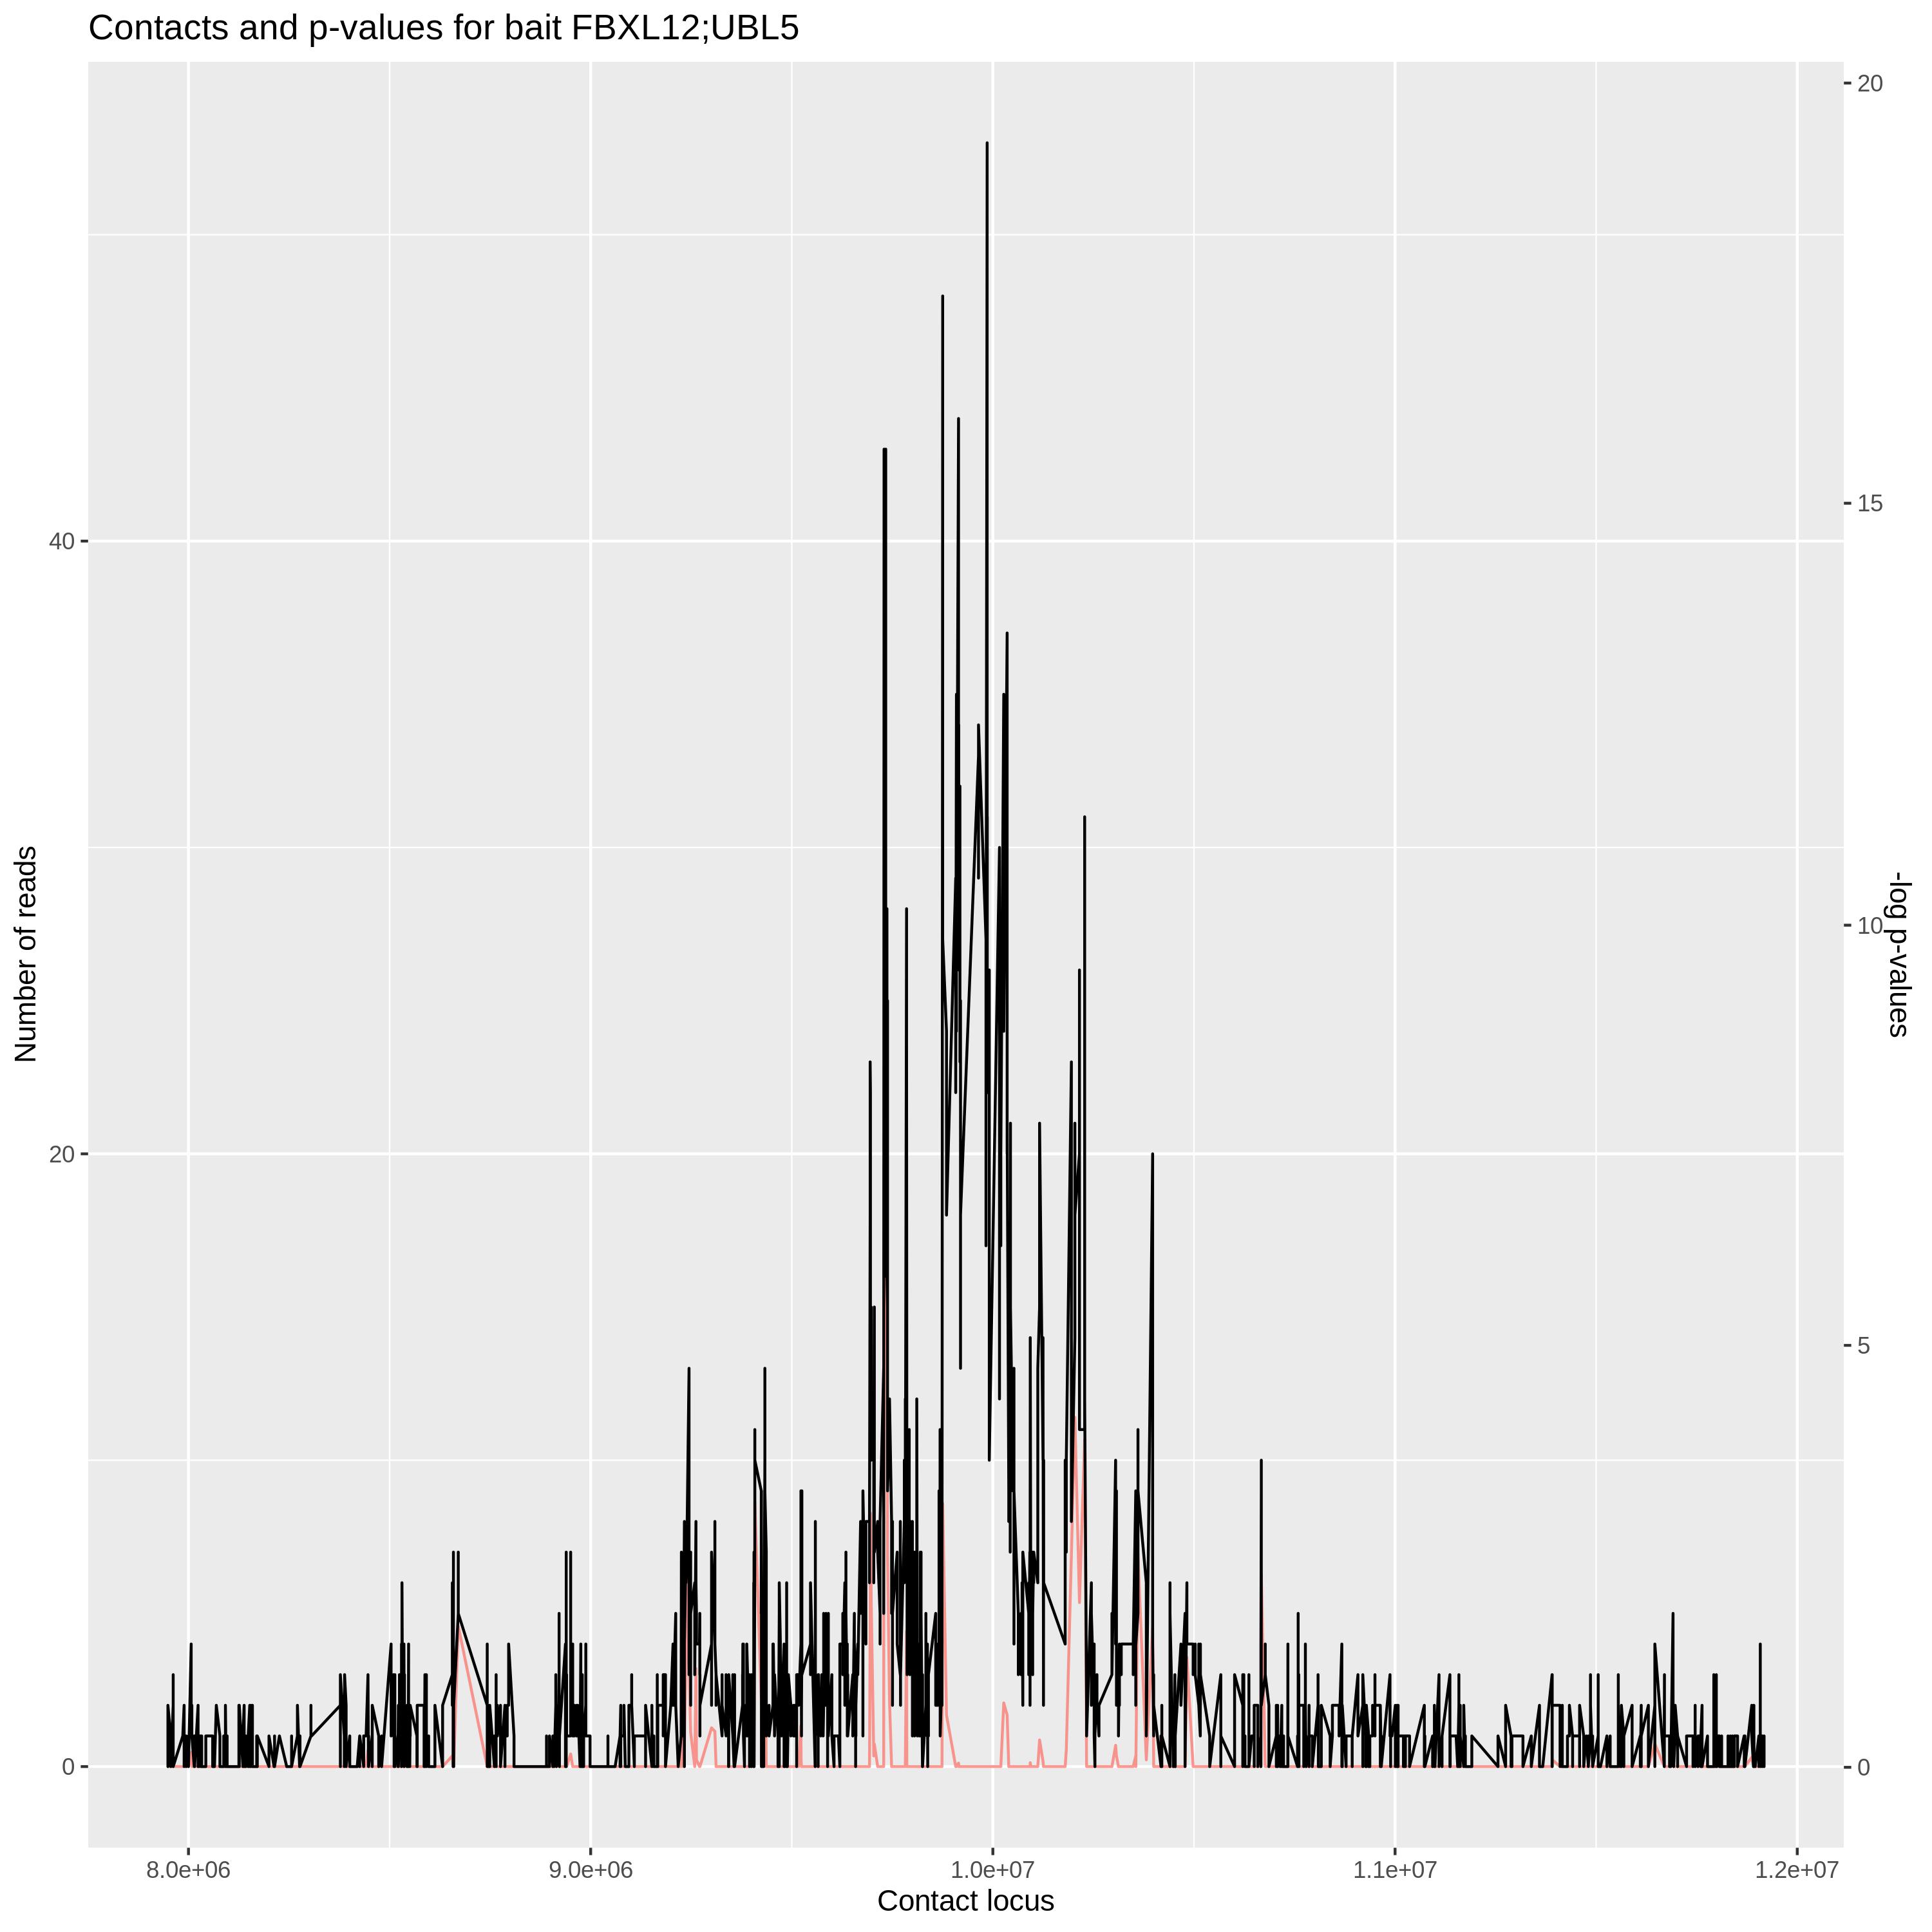 Contacts and p-values for bait FBXL12;UBL5
20
15
40
Number of reads
-log p-values
10
20
5
0
0
8.0e+06
9.0e+06
1.0e+07
1.1e+07
1.2e+07
Contact locus